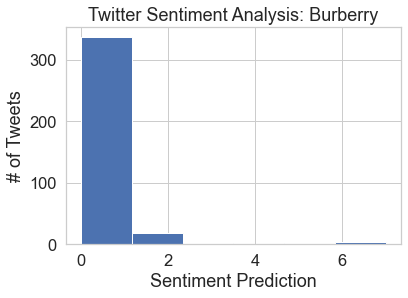 Twitter Sentiment Analysis: Burberry
# of Tweets
300
200
100
0
0 2 4 6
Sentiment Prediction